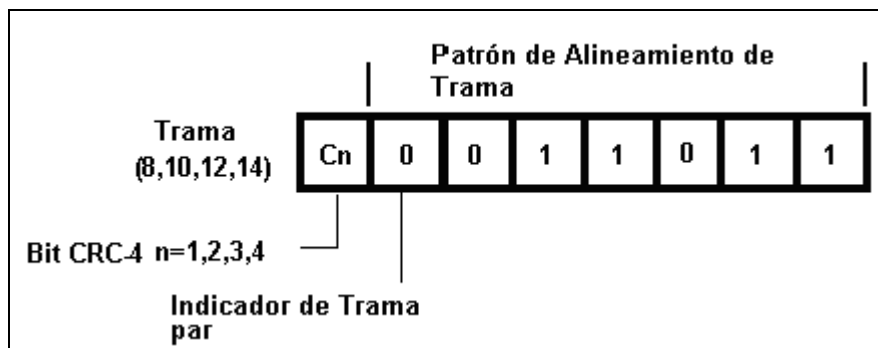 Patrón de Alineamiento de
Trama
Trama
(8,10,12,14)
Cn 0 0 1 1 0 1 1
Bit CRC-4 n=1,2,3,4
Indicador de Trama
par